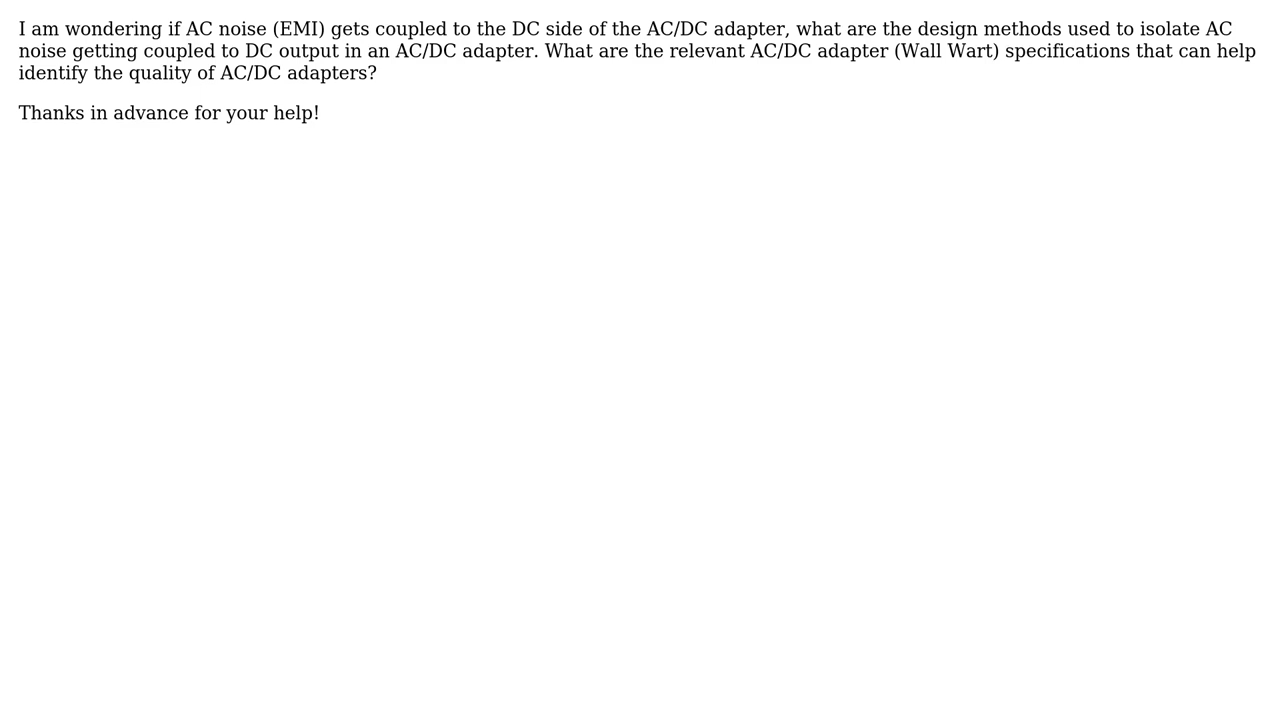 I am wondering if AC noise (EMI) gets coupled to the DC side of the AC/DC adapter, what are the design methods used to isolate AC
noise getting coupled to DC output in an AC/DC adapter. What are the relevant AC/DC adapter (Wall Wart) specifications that can help
identify the quality of AC/DC adapters?
Thanks in advance for your help!